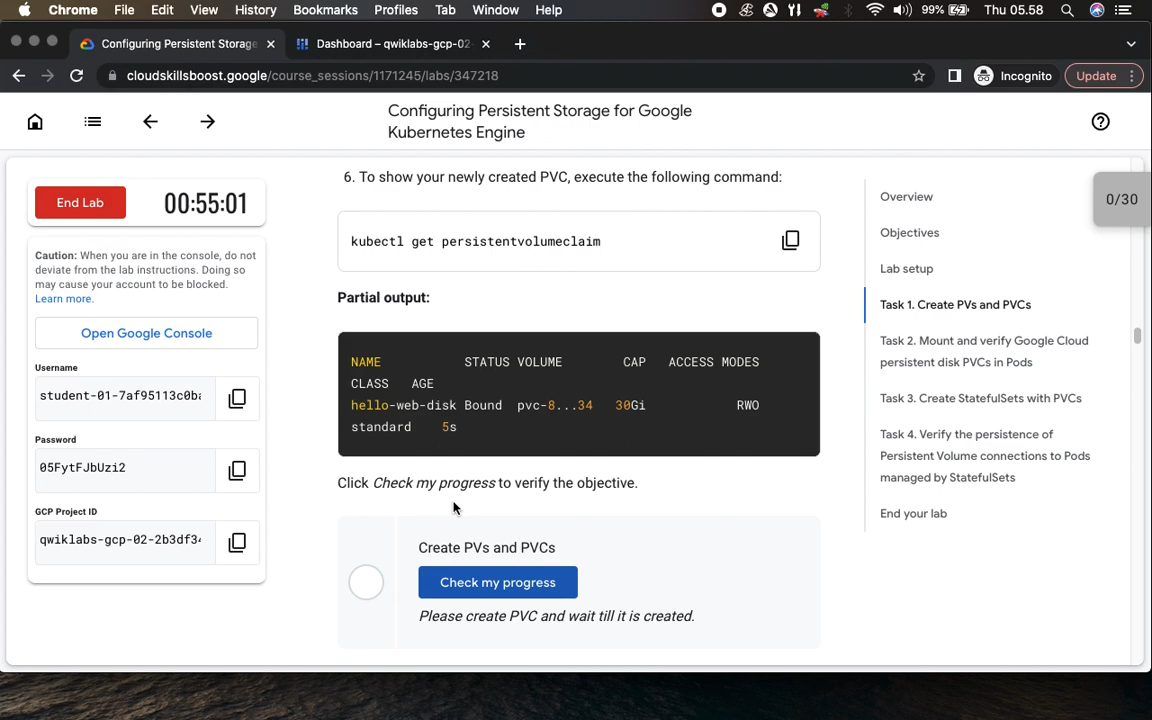 Chrome File Edit View History Bookmarks Profiles Tab Window Help 99% Thu 05.58
Configuring Persistent Storage
Dashboard – qwiklabs-gcp-02
cloudskillsboost.google/course_sessions/1171245/labs/347218
Incognito
Update
Configuring Persistent Storage for Google
Kubernetes Engine
End Lab
00:55:01
Caution: When you are in the console, do not
deviate from the lab instructions. Doing so
may cause your account to be blocked.
Learn more.
Open Google Console
Username
student-01-7af95113c0ba
Password
05FytFJbUzi2
GCP Project ID
qwiklabs-gcp-02-2b3df34
6. To show your newly created PVC, execute the following command:
kubectl get persistentvolumeclaim
Partial output:
NAME STATUS VOLUME CAP ACCESS MODES
CLASS AGE
hello-web-disk Bound pvc-8...34 30Gi RWO
standard 5s
Click Check my progress to verify the objective.
Create PVs and PVCs
Check my progress
Please create PVC and wait till it is created.
Overview
Objectives
Lab setup
Task 1. Create PVs and PVCs
Task 2. Mount and verify Google Cloud
persistent disk PVCs in Pods
Task 3. Create StatefulSets with PVCs
Task 4. Verify the persistence of
Persistent Volume connections to Pods
managed by StatefulSets
End your lab
0/30